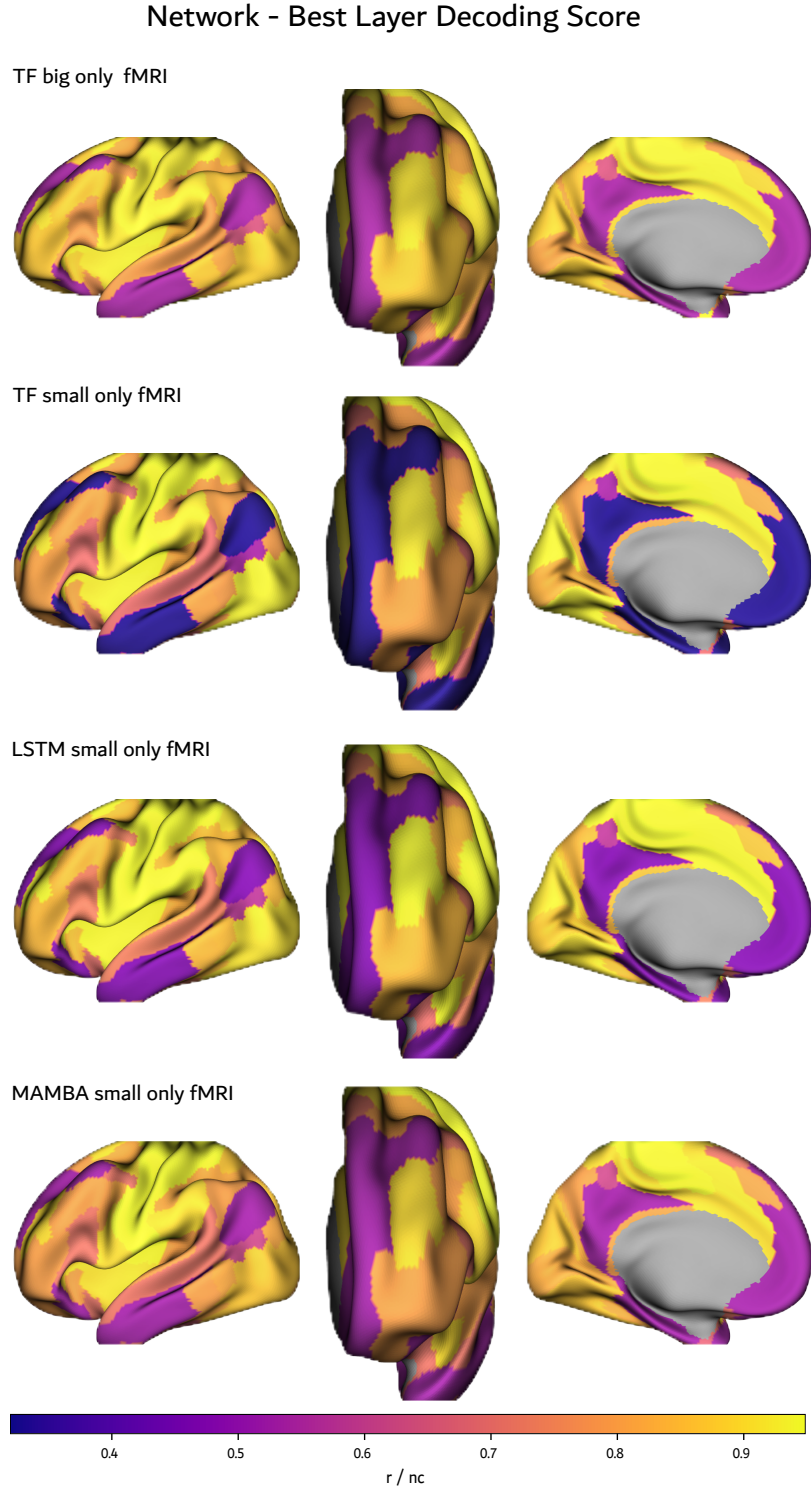 Network - Best Layer Decoding Score
TF big only  fMRI
TF small only fMRI
LSTM small only fMRI
MAMBA small only fMRI
0.4 0.5 0.6 0.7 0.8 0.9
r / nc